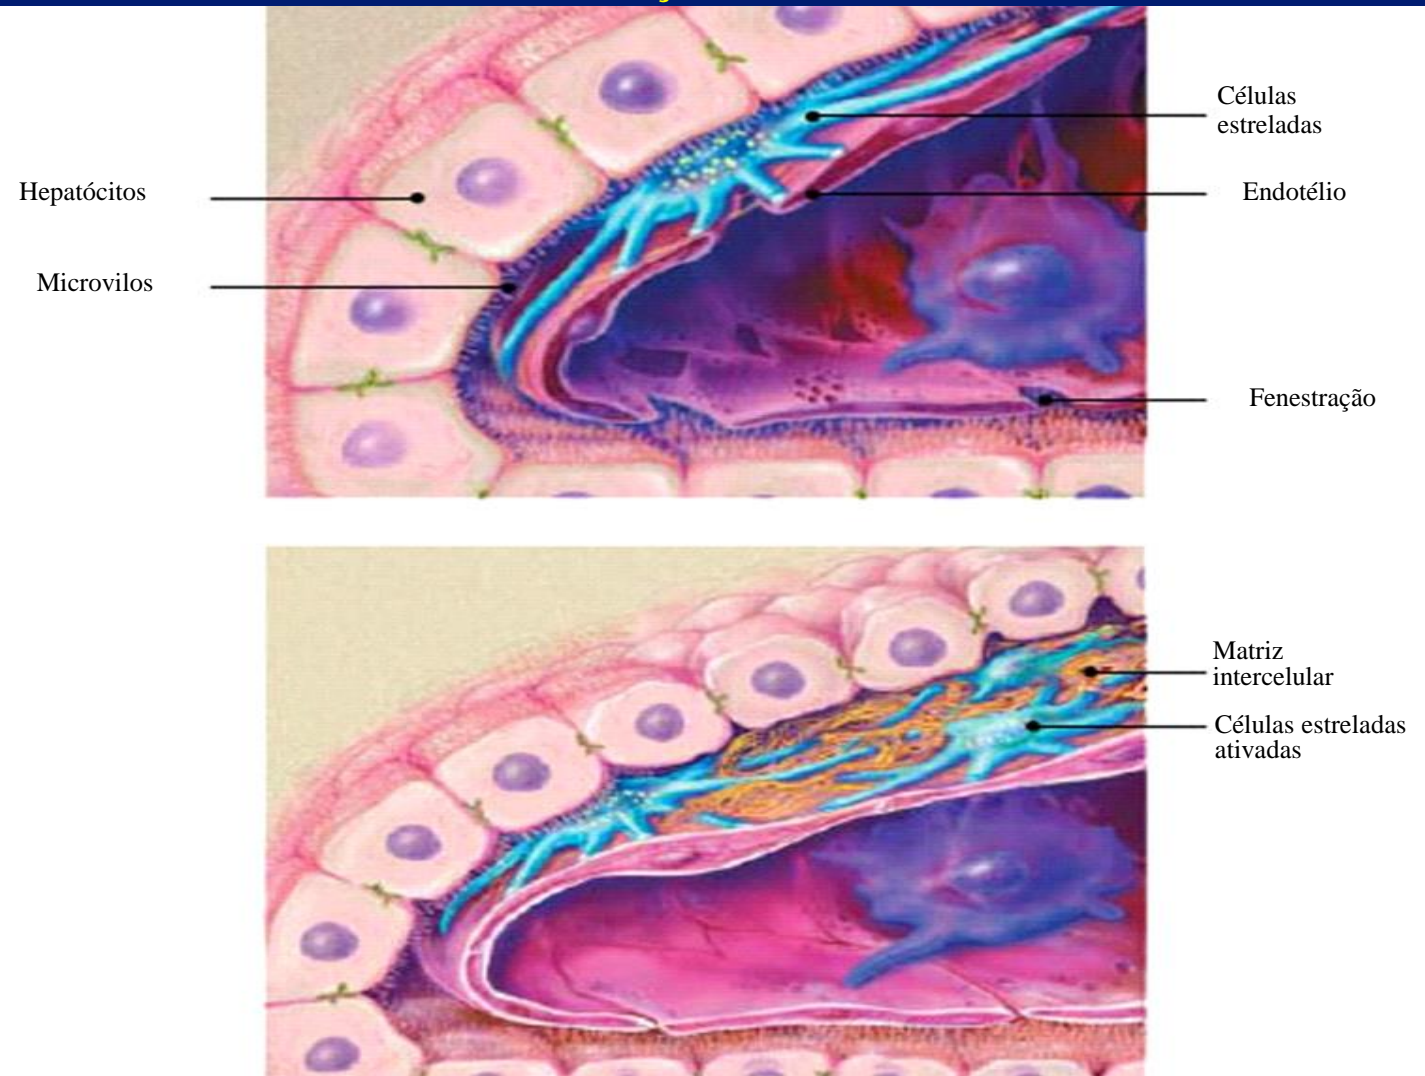 Células
estreladas
Hepatócitos
Endotélio
Microvilos
Fenestração
Matriz
intercelular
Células estreladas
ativadas